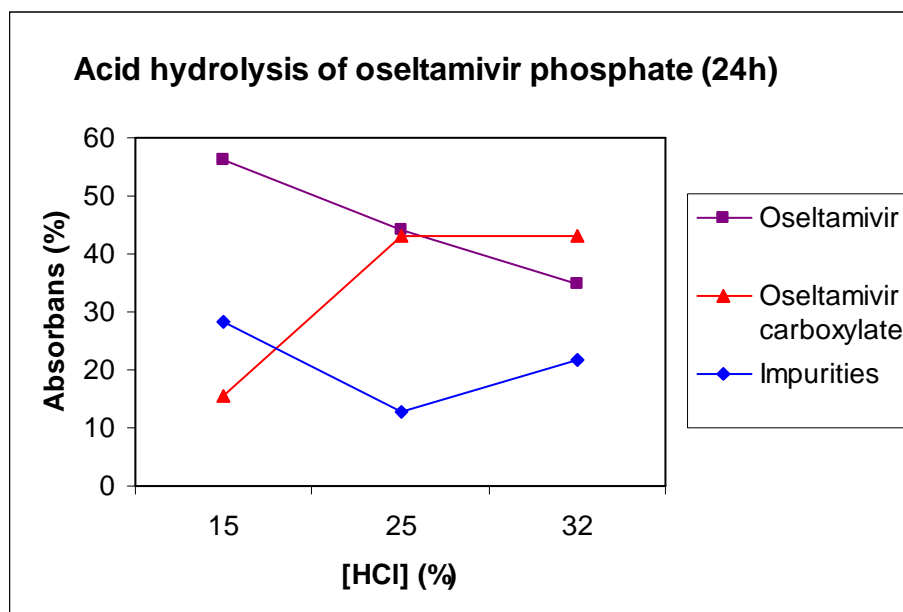 Acid hydrolysis of oseltamivir phosphate (24h)
60
50
40
30
20
10
0
Absorbans (%)
15 25 32
[HCl] (%)
Oseltamivir
Oseltamivir
carboxylate
Impurities